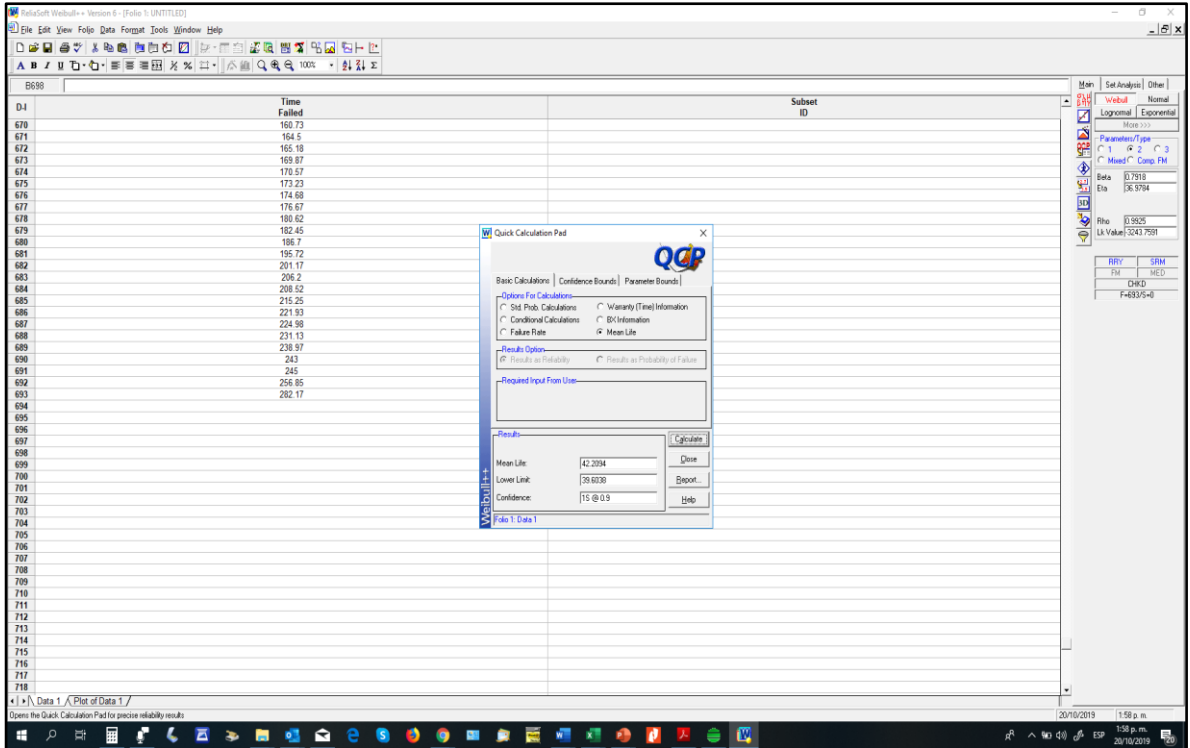 ReliaSoft Weibull++ Version 6 - [Folio 1: UNTITLED]
File Edit View Folio Data Format Tools Window Help
100%
B698
Main Set Analysis Other
D-I Time Failed Subset ID
Weibull Normal
Lognormal Exponential
More >>>
Parameters/Type
1 2 3
Mixed Comp. FM
Beta 0.7918
Eta 36.9784
Rho 0.9925
Lk Value -3243.7591
RRY SRM
FM MED
CHKD
F=693/S=0
670 160.73
671 164.5
672 165.18
673 169.87
674 170.57
675 173.23
676 174.68
677 176.67
678 180.62
679 182.45
680 186.7
681 195.72
682 201.17
683 206.2
684 208.52
685 215.25
686 221.93
687 224.98
688 231.13
689 238.97
690 243
691 245
692 256.85
693 282.17
694
695
696
697
698
699
700
701
702
703
704
705
706
707
708
709
710
711
712
713
714
715
716
717
718
Quick Calculation Pad
QCP
Basic Calculations Confidence Bounds Parameter Bounds
Options For Calculations
Std. Prob. Calculations Warranty (Time) Information
Conditional Calculations BX Information
Failure Rate Mean Life
Results Option
Results as Reliability Results as Probability of Failure
Required Input From User
Results
Calculate
Mean Life: 42.2094
Close
Lower Limit: 39.6038
Report...
Confidence: 1S @ 0.9
Help
Weibull++
Folio 1: Data 1
Data 1 Plot of Data 1
Opens the Quick Calculation Pad for precise reliability results 20/10/2019 1:58 p. m.
ESP 1:58 p. m.
20/10/2019